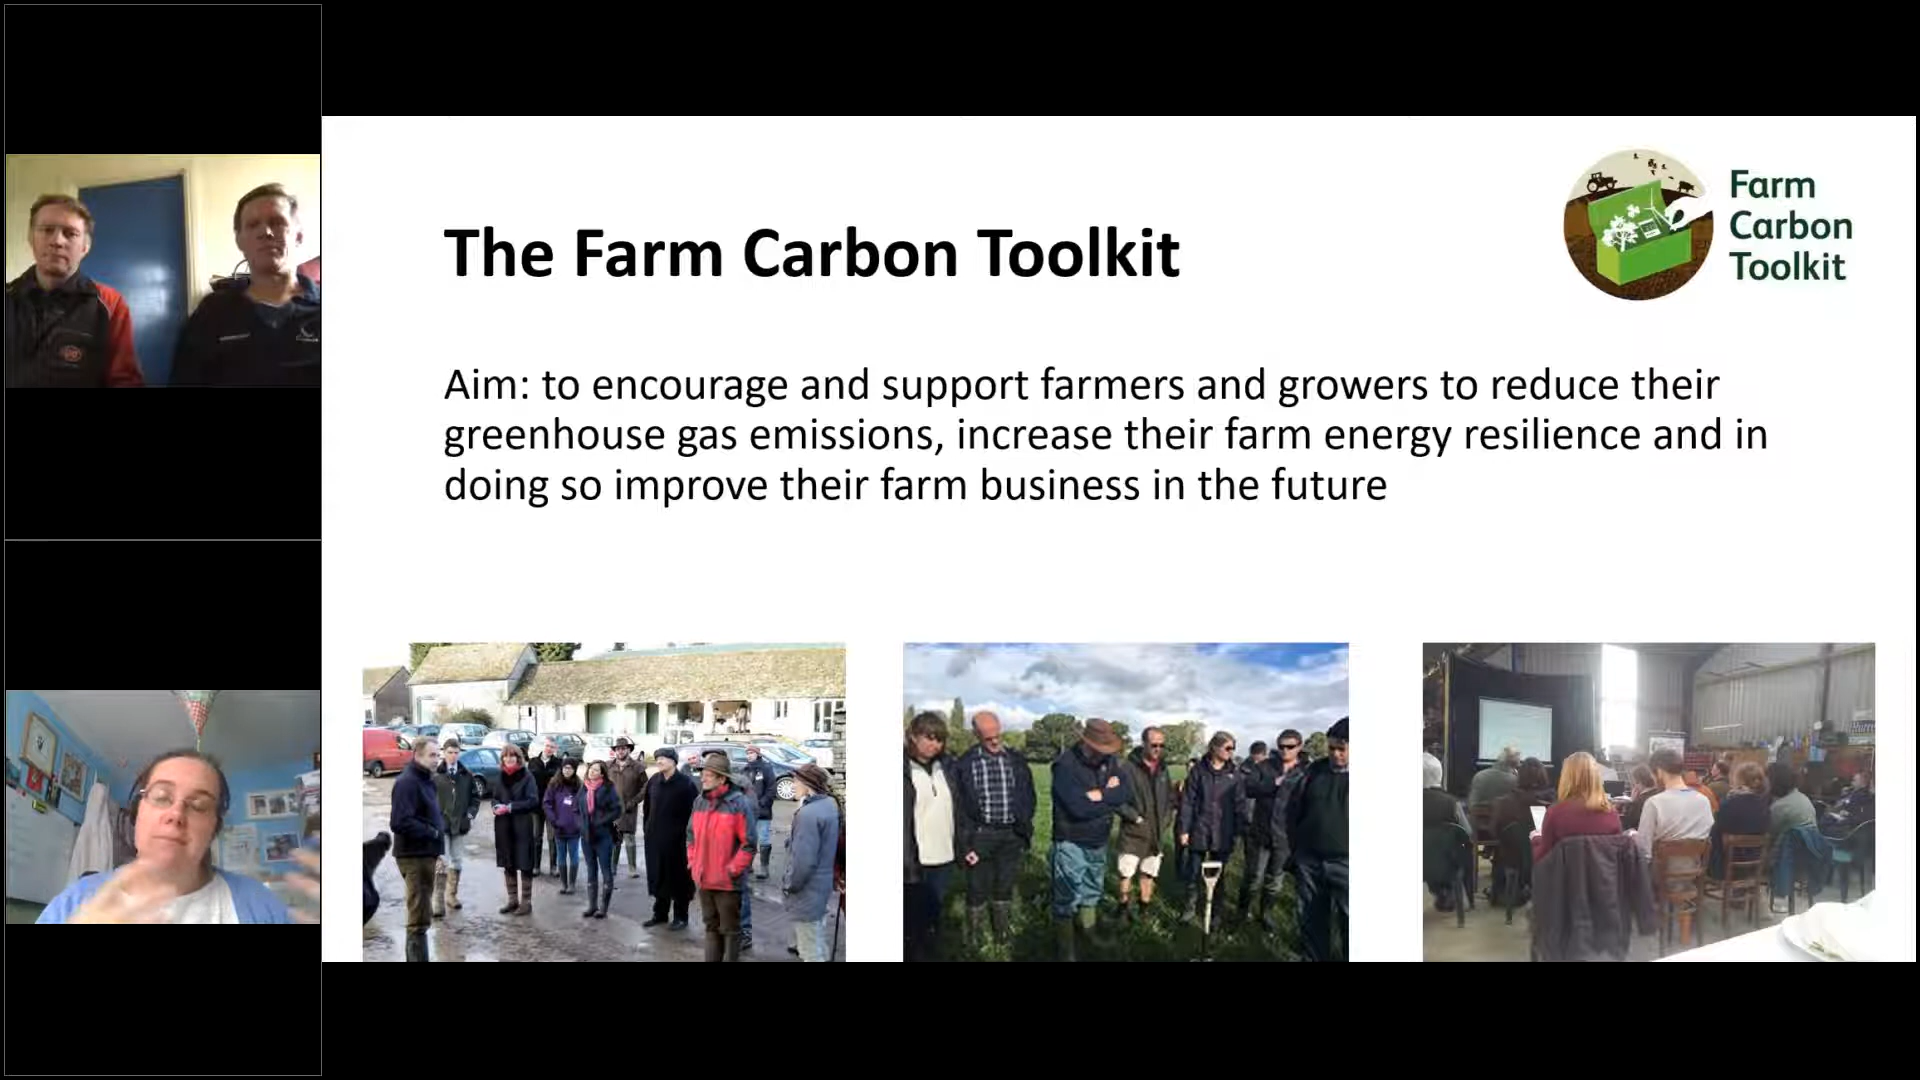 The Farm Carbon Toolkit
Farm
Carbon
Toolkit
Aim: to encourage and support farmers and growers to reduce their
greenhouse gas emissions, increase their farm energy resilience and in
doing so improve their farm business in the future